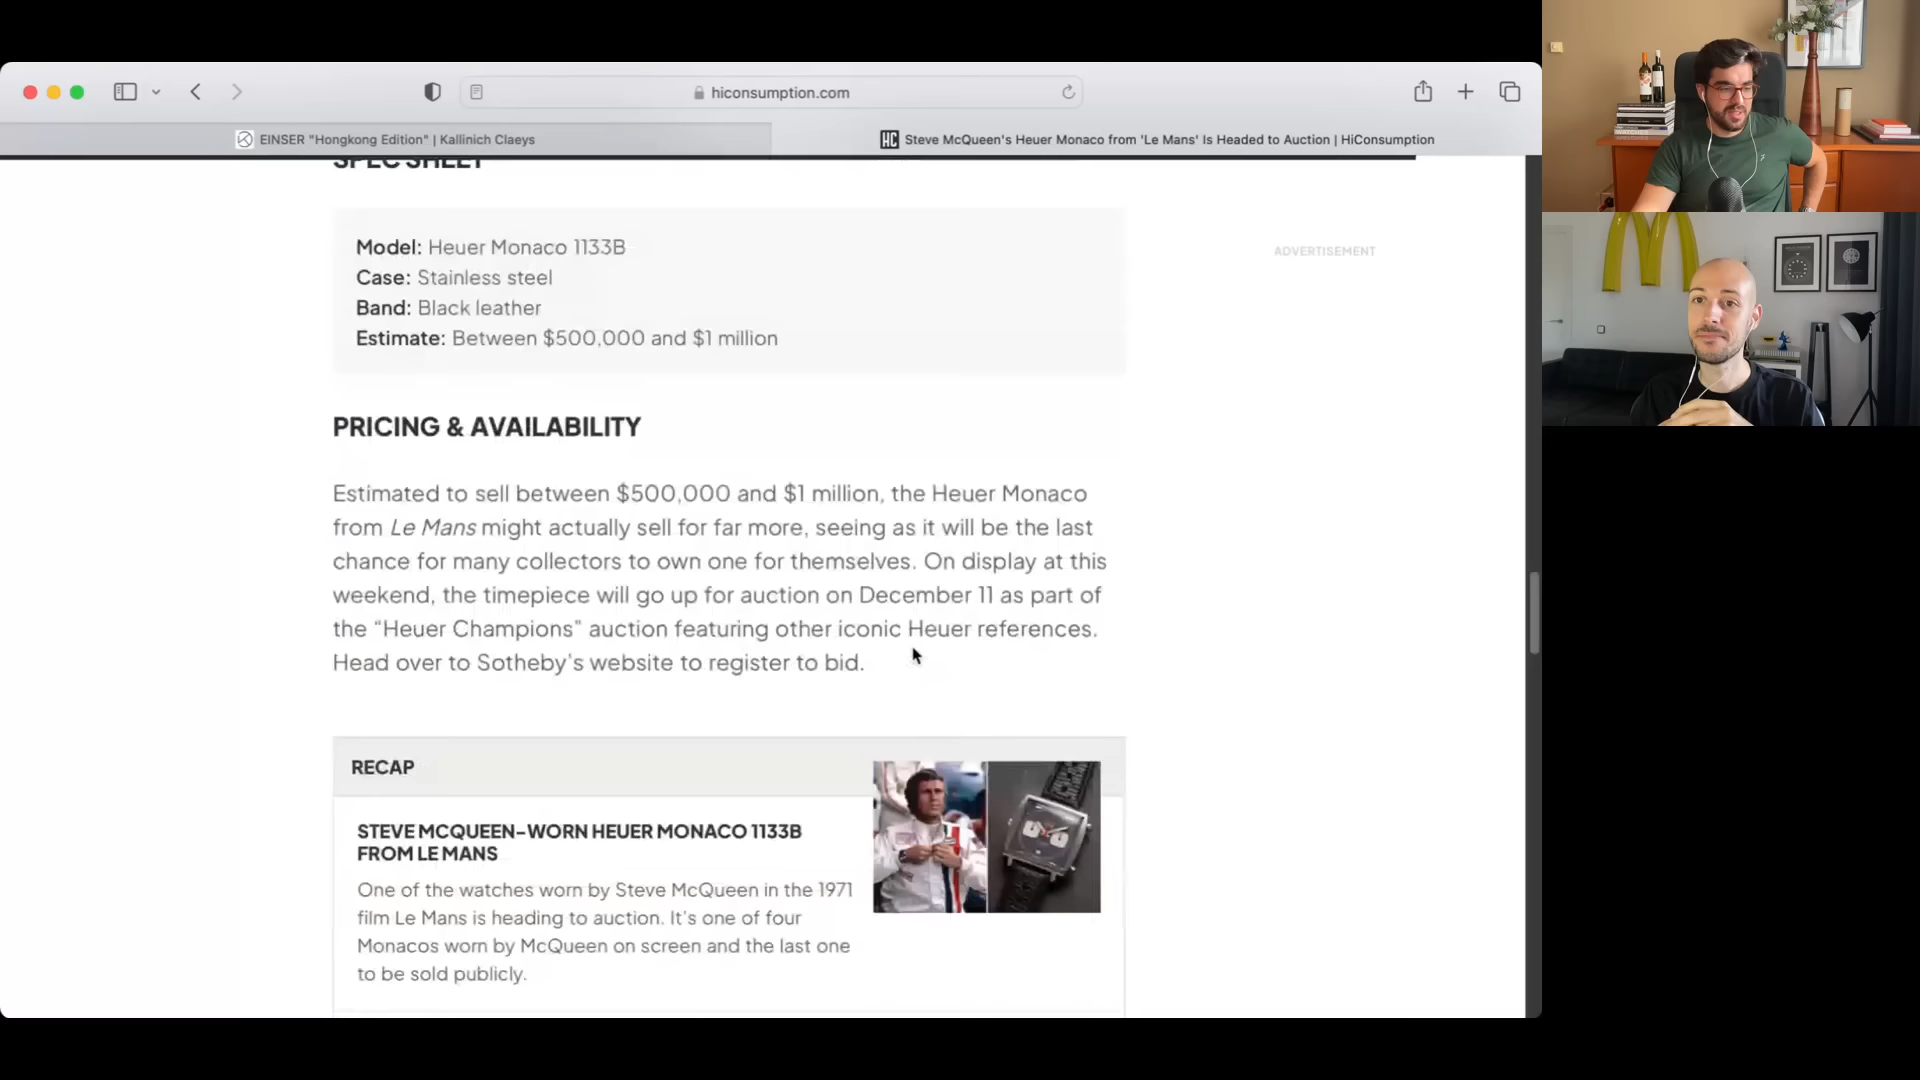 hiconsumption.com
EINSER "Hongkong Edition" | Kallinich Claeys
HC Steve McQueen's Heuer Monaco from 'Le Mans' Is Headed to Auction | HiConsumption
SPEC SHEET
Model: Heuer Monaco 1133B
Case: Stainless steel
Band: Black leather
Estimate: Between $500,000 and $1 million
ADVERTISEMENT
PRICING & AVAILABILITY
Estimated to sell between $500,000 and $1 million, the Heuer Monaco
from Le Mans might actually sell for far more, seeing as it will be the last
chance for many collectors to own one for themselves. On display at this
weekend, the timepiece will go up for auction on December 11 as part of
the “Heuer Champions” auction featuring other iconic Heuer references.
Head over to Sotheby’s website to register to bid.
RECAP
STEVE MCQUEEN-WORN HEUER MONACO 1133B
FROM LE MANS
One of the watches worn by Steve McQueen in the 1971
film Le Mans is heading to auction. It’s one of four
Monacos worn by McQueen on screen and the last one
to be sold publicly.